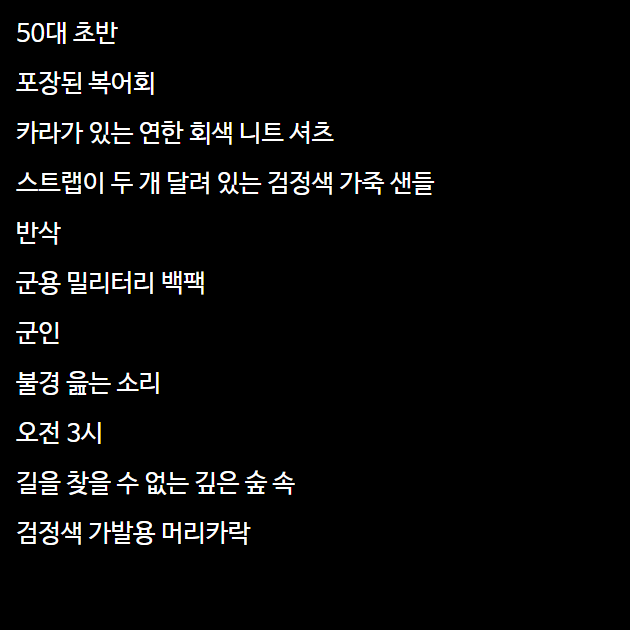 50대 초반
포장된 복어회
카라가 있는 연한 회색 니트 셔츠
스트랩이 두 개 달려 있는 검정색 가죽 샌들
반삭
군용 밀리터리 백팩
군인
불경 읊는 소리
오전 3시
길을 찾을 수 없는 깊은 숲 속
검정색 가발용 머리카락